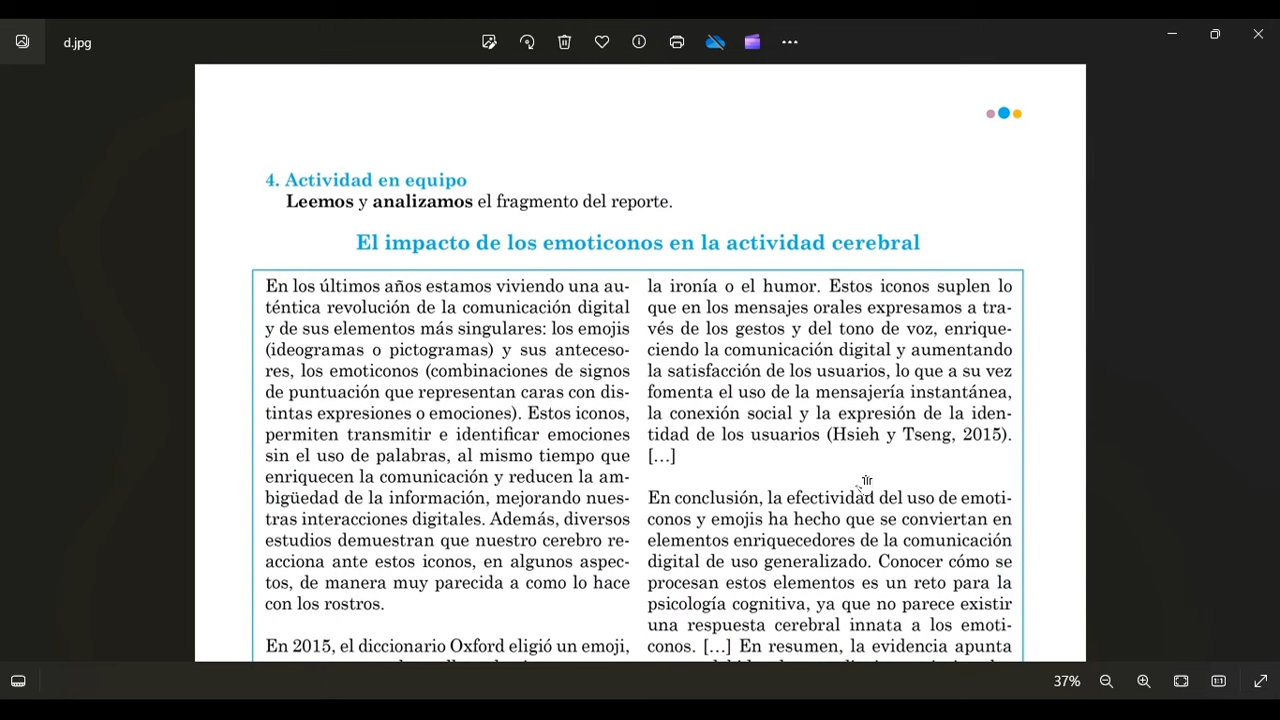 d.jpg
4. Actividad en equipo
Leemos y analizamos el fragmento del reporte.
El impacto de los emoticonos en la actividad cerebral
En los últimos años estamos viviendo una au-
téntica revolución de la comunicación digital
y de sus elementos más singulares: los emojis
(ideogramas o pictogramas) y sus anteceso-
res, los emoticonos (combinaciones de signos
de puntuación que representan caras con dis-
tintas expresiones o emociones). Estos iconos,
permiten transmitir e identificar emociones
sin el uso de palabras, al mismo tiempo que
enriquecen la comunicación y reducen la am-
bigüedad de la información, mejorando nues-
tras interacciones digitales. Además, diversos
estudios demuestran que nuestro cerebro re-
acciona ante estos iconos, en algunos aspec-
tos, de manera muy parecida a como lo hace
con los rostros.
En 2015, el diccionario Oxford eligió un emoji,
la ironía o el humor. Estos iconos suplen lo
que en los mensajes orales expresamos a tra-
vés de los gestos y del tono de voz, enrique-
ciendo la comunicación digital y aumentando
la satisfacción de los usuarios, lo que a su vez
fomenta el uso de la mensajería instantánea,
la conexión social y la expresión de la iden-
tidad de los usuarios (Hsieh y Tseng, 2015).
[...]
En conclusión, la efectividad del uso de emoti-
conos y emojis ha hecho que se conviertan en
elementos enriquecedores de la comunicación
digital de uso generalizado. Conocer cómo se
procesan estos elementos es un reto para la
psicología cognitiva, ya que no parece existir
una respuesta cerebral innata a los emoti-
conos. [...] En resumen, la evidencia apunta
37%